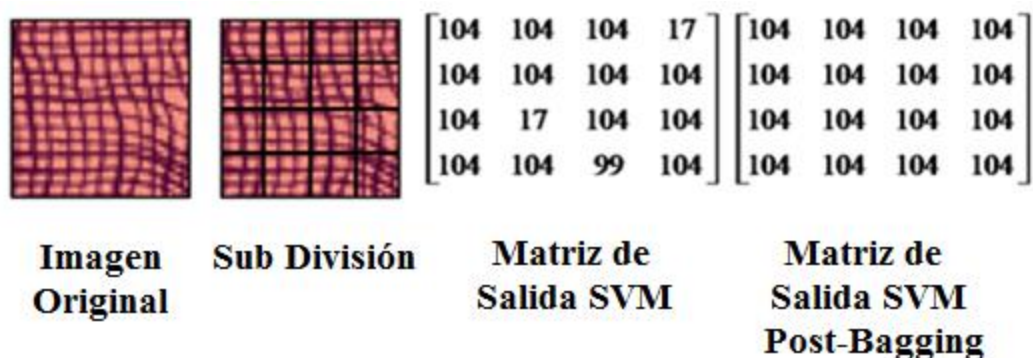 104 104 104 17
104 104 104 104
104 17 104 104
104 104 99 104
104 104 104 104
104 104 104 104
104 104 104 104
104 104 104 104
Imagen
Original
Sub División
Matriz de
Salida SVM
Matriz de
Salida SVM
Post-Bagging